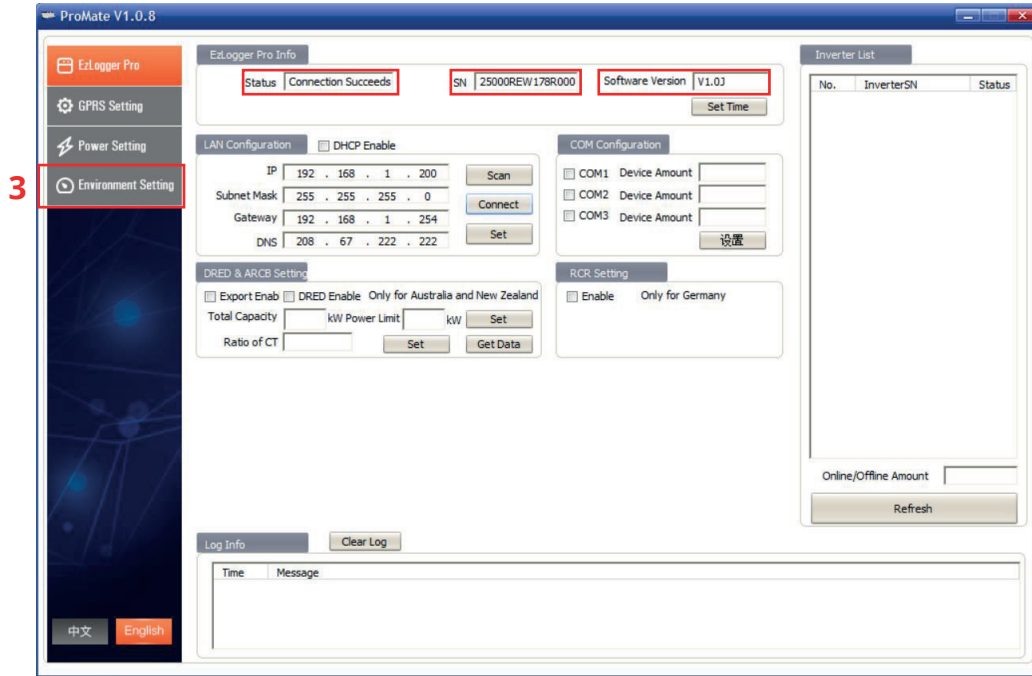 ProMate V1.0.8
EzLogger Pro
GPRS Setting
Power Setting
3
Environment Setting
中文
English
EzLogger Pro Info
Status Connection Succeeds SN 25000REW178R000 Software Version V1.0J
Set Time
LAN Configuration DHCP Enable
IP 192 . 168 . 1 . 200 Scan
Subnet Mask 255 . 255 . 255 . 0 Connect
Gateway 192 . 168 . 1 . 254
DNS 208 . 67 . 222 . 222 Set
COM Configuration
COM1 Device Amount
COM2 Device Amount
COM3 Device Amount
设置
DRED & ARCB Setting
Export Enab DRED Enable Only for Australia and New Zealand
Total Capacity kW Power Limit kW Set
Ratio of CT Set Get Data
RCR Setting
Enable Only for Germany
Inverter List
No. InverterSN Status
Online/Offline Amount
Refresh
Log Info Clear Log
Time Message